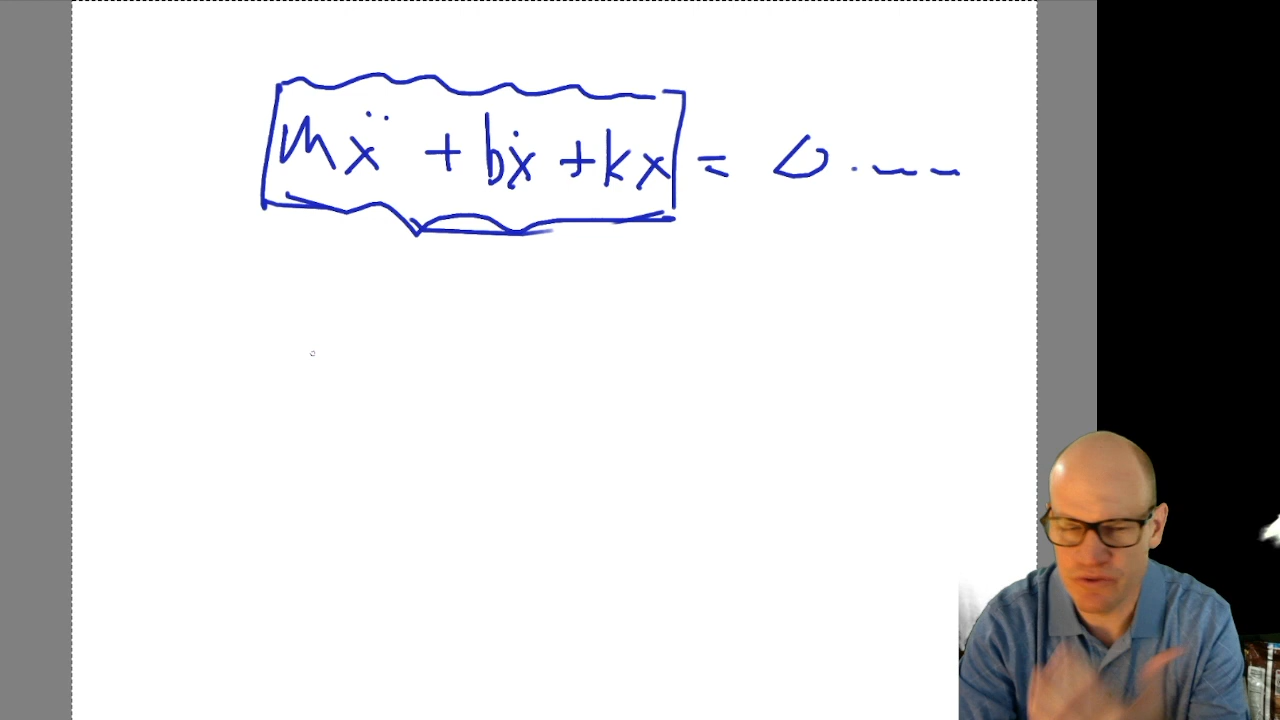 mẍ + bẋ + kx = 0 . — —